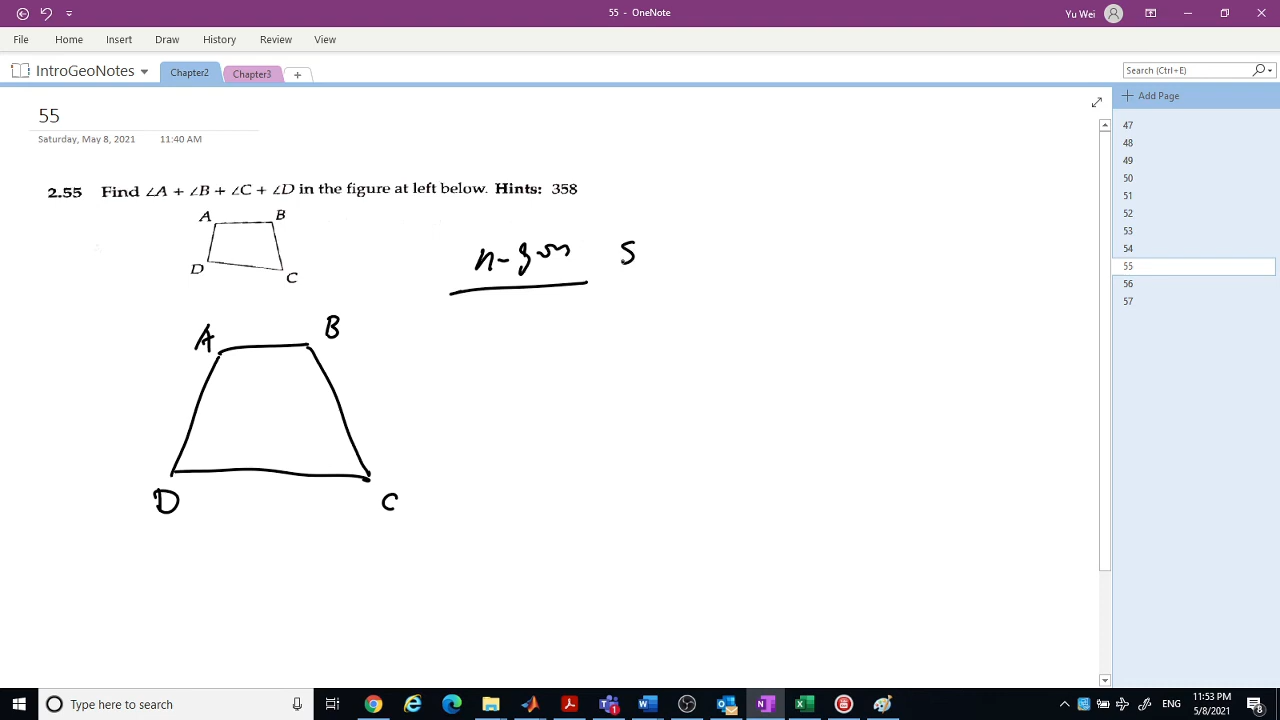 55 - OneNote
Yu Wei
File Home Insert Draw History Review View
IntroGeoNotes
Chapter2
Chapter3
+
Search (Ctrl+E)
Add Page
55
Saturday, May 8, 2021 11:40 AM
2.55 Find ∠A + ∠B + ∠C + ∠D in the figure at left below. Hints: 358
A B
D C
n-gon S
A B
D C
47
48
49
50
51
52
53
54
55
56
57
Type here to search
ENG
11:53 PM
5/8/2021
8